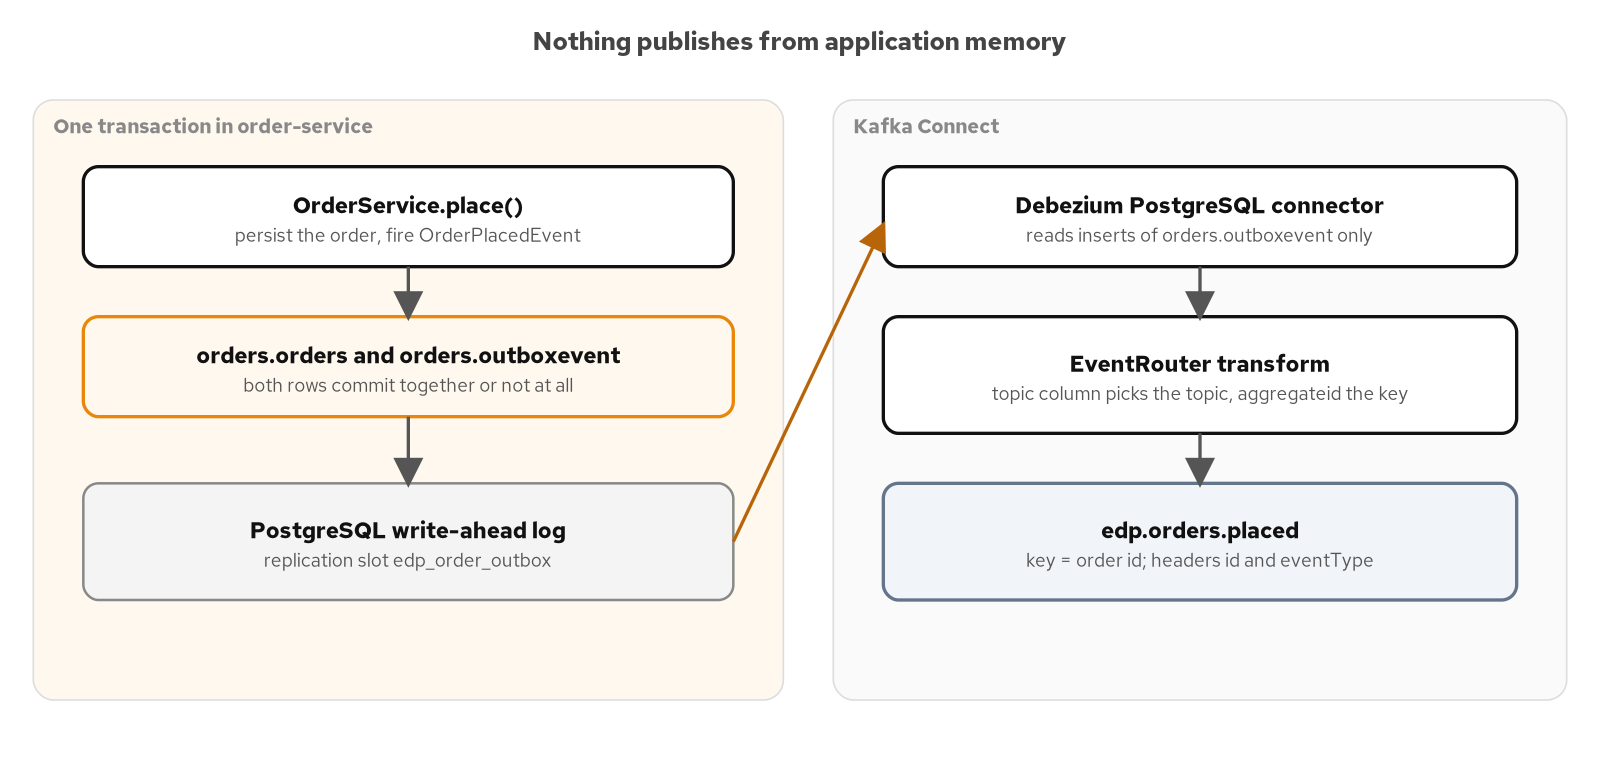 Nothing publishes from application memory
One transaction in order-service
OrderService.place()
persist the order, fire OrderPlacedEvent
orders.orders and orders.outboxevent
both rows commit together or not at all
PostgreSQL write-ahead log
replication slot edp_order_outbox
Kafka Connect
Debezium PostgreSQL connector
reads inserts of orders.outboxevent only
EventRouter transform
topic column picks the topic, aggregateid the key
edp.orders.placed
key = order id; headers id and eventType